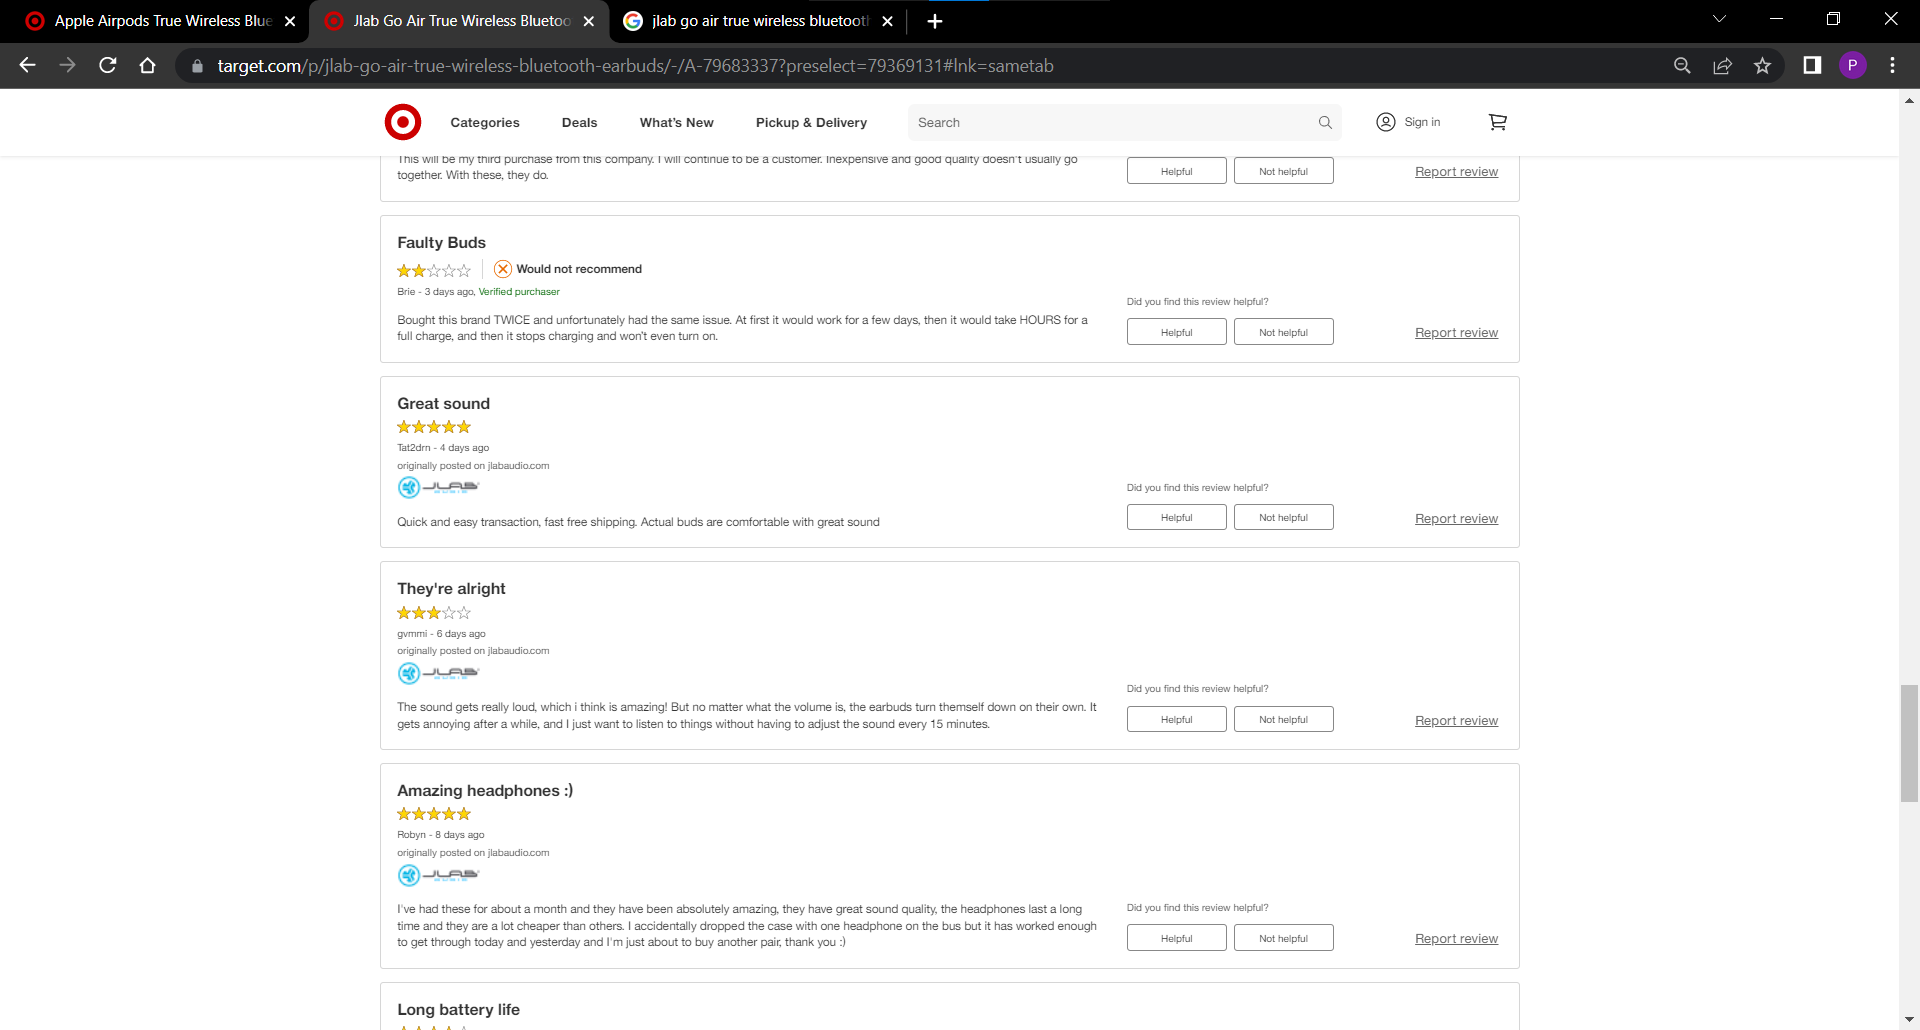 Apple Airpods True Wireless Blue
Jlab Go Air True Wireless Bluetoo
jlab go air true wireless bluetooth
target.com/p/jlab-go-air-true-wireless-bluetooth-earbuds/-/A-79683337?preselect=79369131#lnk=sametab
P
Categories
Deals
What's New
Pickup & Delivery
Search
Sign in
This will be my third purchase from this company. I will continue to be a customer. Inexpensive and good quality doesn't usually go
together. With these, they do.
Helpful
Not helpful
Report review
Faulty Buds
Would not recommend
Brie - 3 days ago, Verified purchaser
Bought this brand TWICE and unfortunately had the same issue. At first it would work for a few days, then it would take HOURS for a
full charge, and then it stops charging and won't even turn on.
Did you find this review helpful?
Helpful
Not helpful
Report review
Great sound
Tat2drn - 4 days ago
originally posted on jlabaudio.com
JLAB
Quick and easy transaction, fast free shipping. Actual buds are comfortable with great sound
Did you find this review helpful?
Helpful
Not helpful
Report review
They're alright
gvmmi - 6 days ago
originally posted on jlabaudio.com
JLAB
The sound gets really loud, which i think is amazing! But no matter what the volume is, the earbuds turn themself down on their own. It
gets annoying after a while, and I just want to listen to things without having to adjust the sound every 15 minutes.
Did you find this review helpful?
Helpful
Not helpful
Report review
Amazing headphones :)
Robyn - 8 days ago
originally posted on jlabaudio.com
JLAB
I've had these for about a month and they have been absolutely amazing, they have great sound quality, the headphones last a long
time and they are a lot cheaper than others. I accidentally dropped the case with one headphone on the bus but it has worked enough
to get through today and yesterday and I'm just about to buy another pair, thank you :)
Did you find this review helpful?
Helpful
Not helpful
Report review
Long battery life